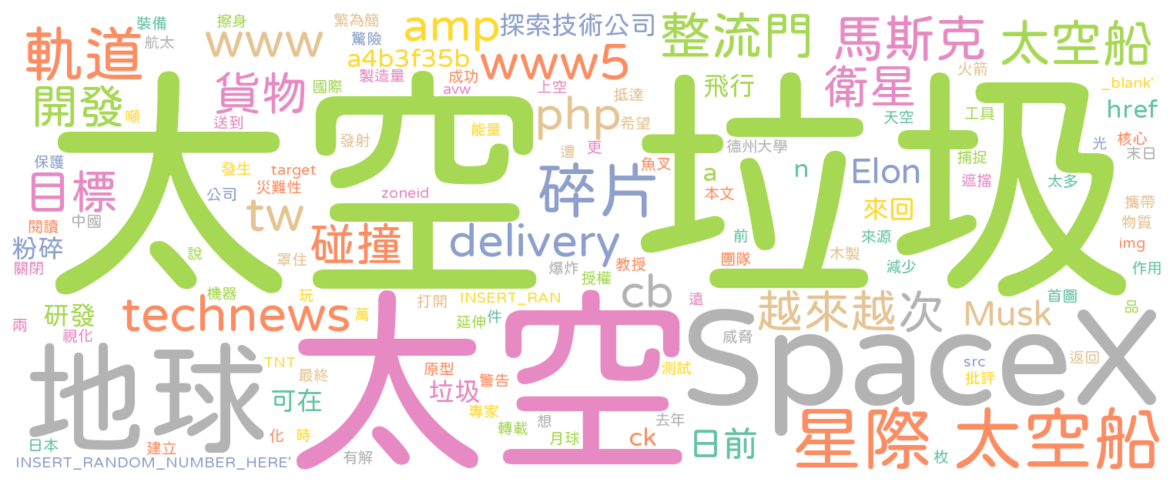 軌道
裝備
航太
擦身
www
繁為簡
驚險
amp
探索技術公司
a4b3f35b
www5
整流門
馬斯克
太空船
開發
貨物
國際
製造量
成功
avw
上空
飛行
衛星
火箭
_blank'
href
噸
送到
發射
能量
php
抵達
希望
天空
工具
太空垃圾
保護
發生
target
災難性
zoneid
遭
更
德州大學
光
核心
末日
捕捉
遮擋
太多
目標
公司
tw
碎片
魚叉
a
本文
n
Elon
攜帶
物質
閱讀
中國
粉碎
關閉
說
罩住
碰撞
delivery
爆炸
教授
團隊
前
木製
來回
來源
減少
img
作用
兩
研發
視化
technews
機器
玩
萬
打開
INSERT_RAN
延伸
件
授權
cb
遠
越來越
次
Musk
首圖
品
地球
TNT
最終
可在
太空
原型
垃圾
警告
專家
測試
威脅
SpaceX
src
批評
返回
日本
建立
化
時
有解
轉載
想
月球
去年
ck
日前
星際
太空船
枚
INSERT_RANDOM_NUMBER_HERE'